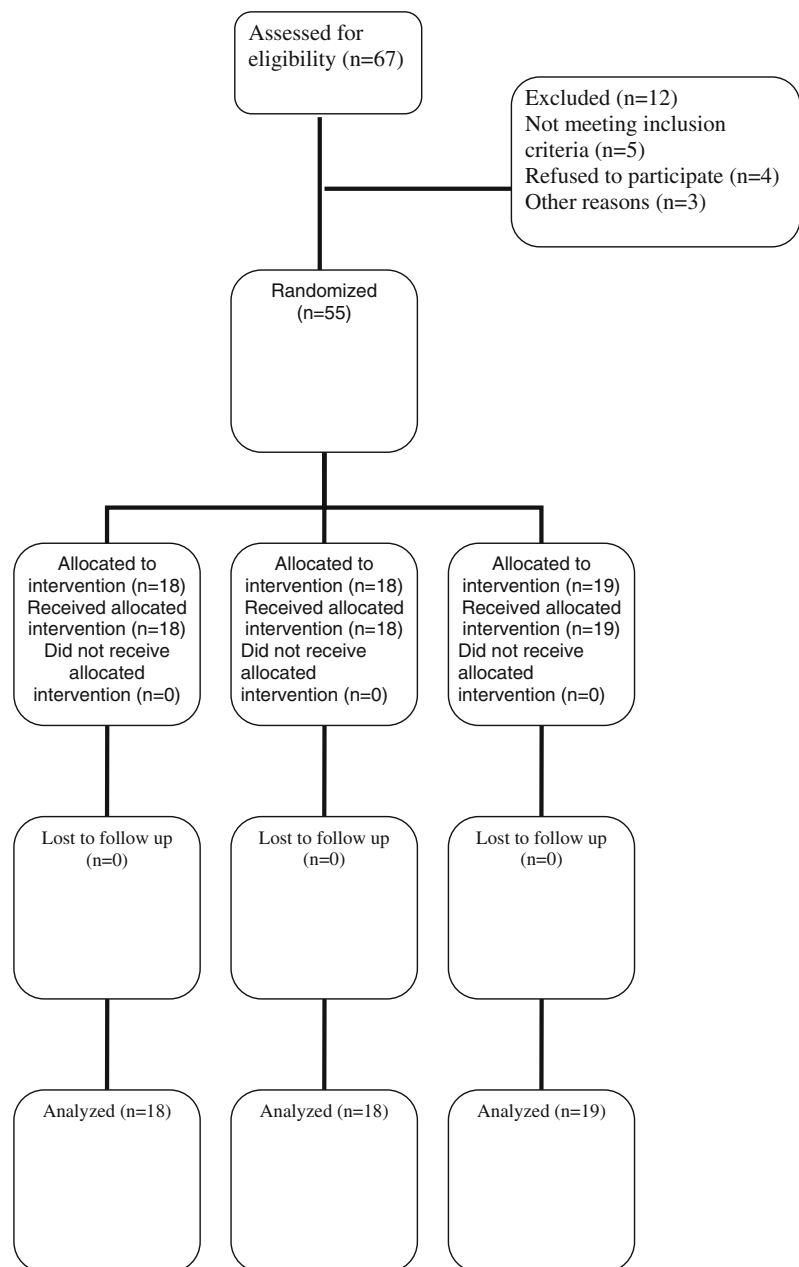 Assessed for
eligibility (n=67)
Excluded (n=12)
Not meeting inclusion
criteria (n=5)
Refused to participate (n=4)
Other reasons (n=3)
Randomized
(n=55)
Allocated to
intervention (n=18)
Received allocated
intervention (n=18)
Did not receive
allocated
intervention (n=0)
Allocated to
intervention (n=18)
Received allocated
intervention (n=18)
Did not receive
allocated
intervention (n=0)
Allocated to
intervention (n=19)
Received allocated
intervention (n=19)
Did not receive
allocated
intervention (n=0)
Lost to follow up
(n=0)
Lost to follow up
(n=0)
Lost to follow up
(n=0)
Analyzed (n=18)
Analyzed (n=18)
Analyzed (n=19)